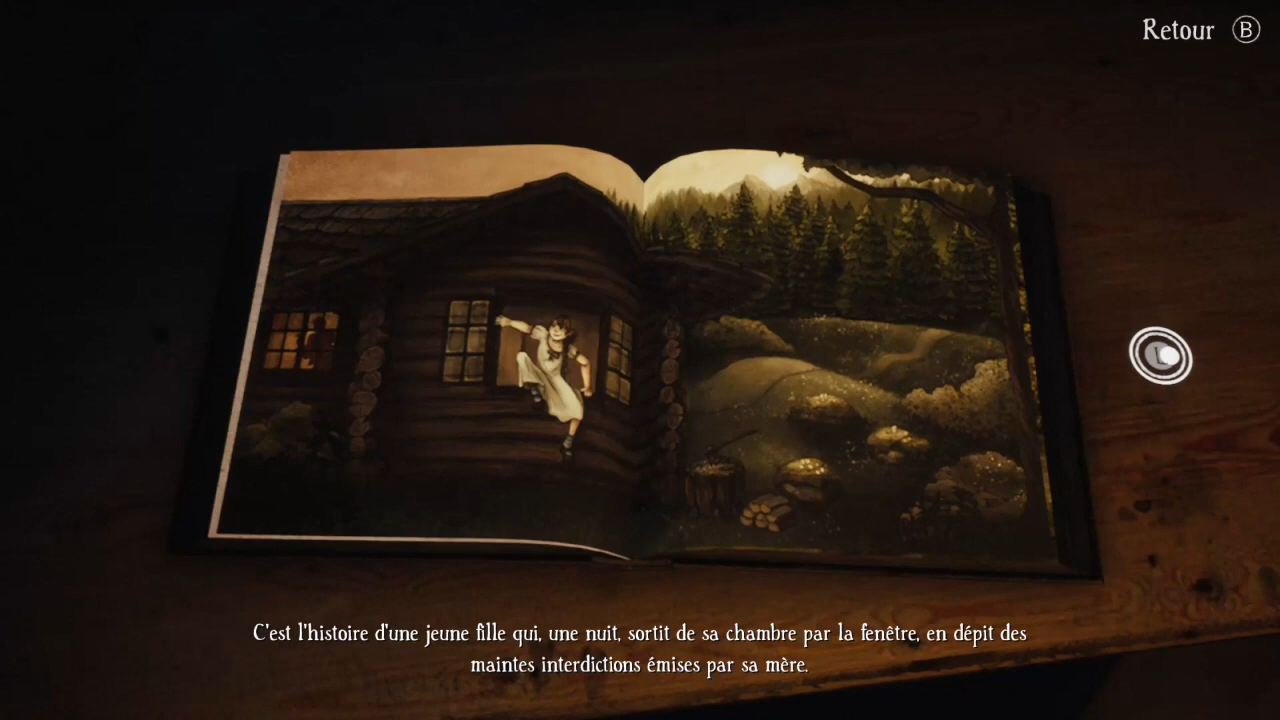 Retour B
C'est l'histoire d'une jeune fille qui, une nuit, sortit de sa chambre par la fenêtre, en dépit des
maintes interdictions émises par sa mère.
L